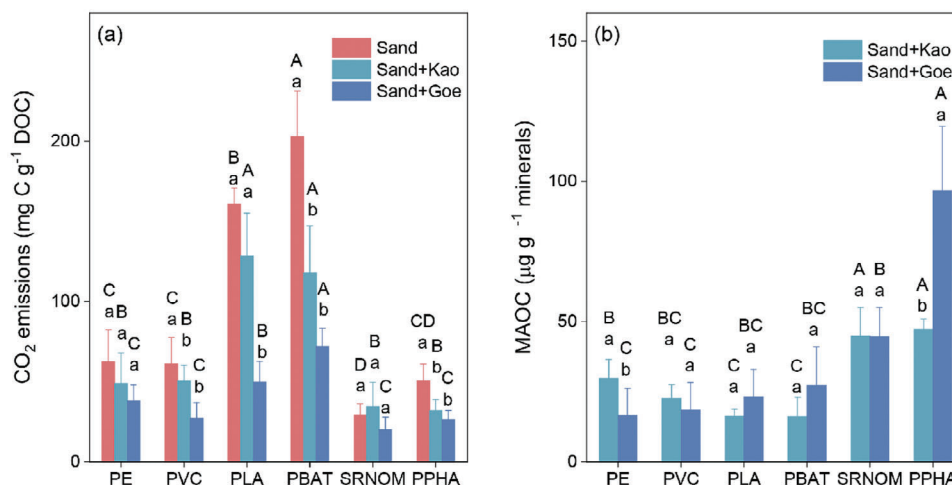 (a)
Sand
Sand+Kao
Sand+Goe
CO₂ emissions (mg C g⁻¹ DOC)
200
100
0
C
a
B
a
C
a
C
a
B
b
C
b
B
a
A
a
B
b
A
a
A
b
A
b
D
a
B
a
C
a
CD
a
B
b
C
b
PE PVC PLA PBAT SRNOM PPHA
(b)
Sand+Kao
Sand+Goe
MAOC (μg g ⁻¹ minerals)
150
100
50
0
B
a
C
b
BC
a
C
a
C
a
BC
a
C
a
BC
a
A
a
B
a
A
b
A
a
PE PVC PLA PBAT SRNOM PPHA